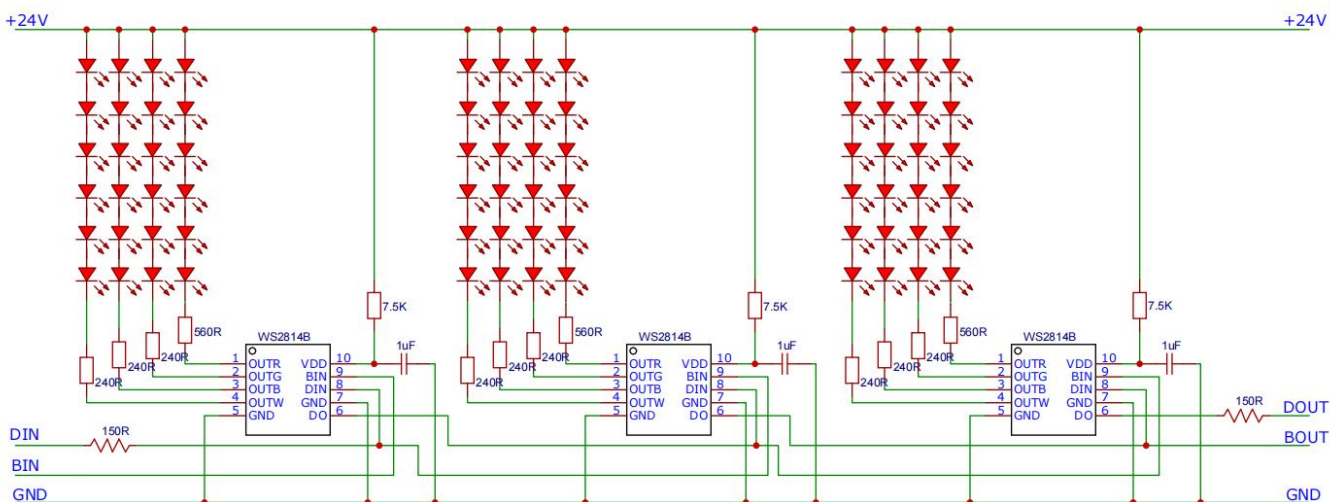 +24V
+24V
7.5K
7.5K
7.5K
560R
240R
240R
240R
WS2814B
1uF
1 OUTR VDD 10
2 OUTG BIN 9
3 OUTB DIN 8
4 OUTW GND 7
5 GND DO 6
560R
240R
240R
240R
WS2814B
1uF
1 OUTR VDD 10
2 OUTG BIN 9
3 OUTB DIN 8
4 OUTW GND 7
5 GND DO 6
560R
240R
240R
240R
WS2814B
1uF
1 OUTR VDD 10
2 OUTG BIN 9
3 OUTB DIN 8
4 OUTW GND 7
5 GND DO 6
150R
DOUT
DIN
150R
BOUT
BIN
GND
GND